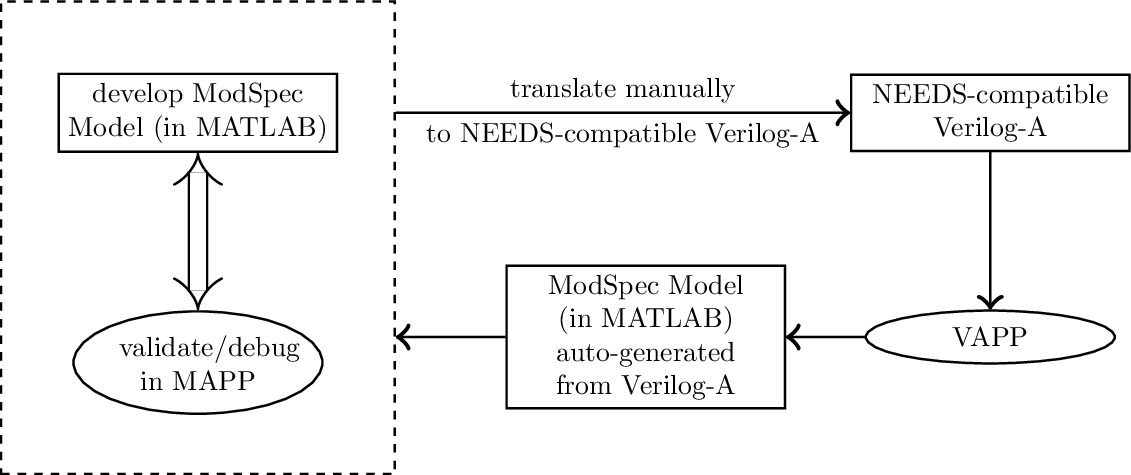 develop ModSpec
Model (in MATLAB)
translate manually
to NEEDS-compatible Verilog-A
NEEDS-compatible
Verilog-A
validate/debug
in MAPP
ModSpec Model
(in MATLAB)
auto-generated
from Verilog-A
VAPP